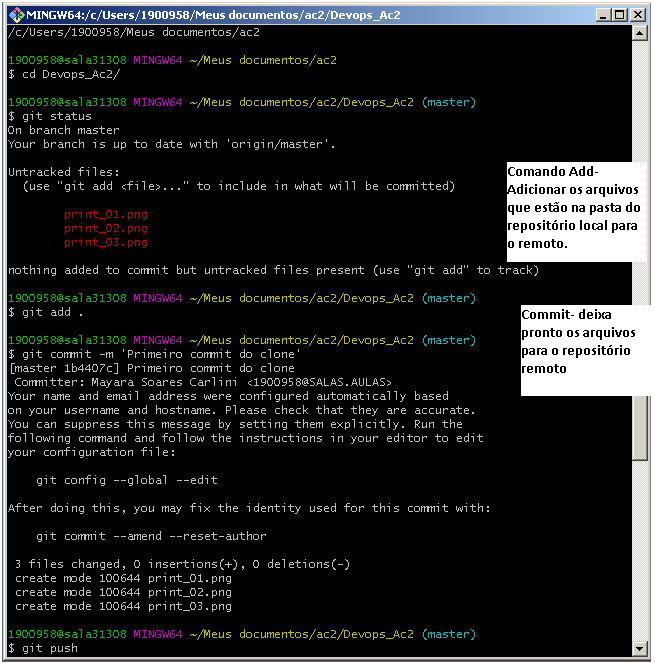 MINGW64:/c/Users/1900958/Meus documentos/ac2/Devops_Ac2
/c/Users/1900958/Meus documentos/ac2
1900958@sala31308 MINGW64 ~/Meus documentos/ac2
$ cd Devops_Ac2/
1900958@sala31308 MINGW64 ~/Meus documentos/ac2/Devops_Ac2 (master)
$ git status
On branch master
Your branch is up to date with 'origin/master'.
Untracked files:
(use "git add <file>..." to include in what will be committed)
print_01.png
print_02.png
print_03.png
nothing added to commit but untracked files present (use "git add" to track)
Comando Add-
Adicionar os arquivos
que estão na pasta do
repositório local para
o remoto.
1900958@sala31308 MINGW64 ~/Meus documentos/ac2/Devops_Ac2 (master)
$ git add .
1900958@sala31308 MINGW64 ~/Meus documentos/ac2/Devops_Ac2 (master)
$ git commit -m 'Primeiro commit do clone'
[master 1b4407c] Primeiro commit do clone
Committer: Mayara Soares Carlini <1900958@SALAS.AULAS>
Your name and email address were configured automatically based
on your username and hostname. Please check that they are accurate.
You can suppress this message by setting them explicitly. Run the
following command and follow the instructions in your editor to edit
your configuration file:
git config --global --edit
After doing this, you may fix the identity used for this commit with:
git commit --amend --reset-author
3 files changed, 0 insertions(+), 0 deletions(-)
create mode 100644 print_01.png
create mode 100644 print_02.png
create mode 100644 print_03.png
Commit- deixa
pronto os arquivos
para o repositório
remoto
1900958@sala31308 MINGW64 ~/Meus documentos/ac2/Devops_Ac2 (master)
$ git push